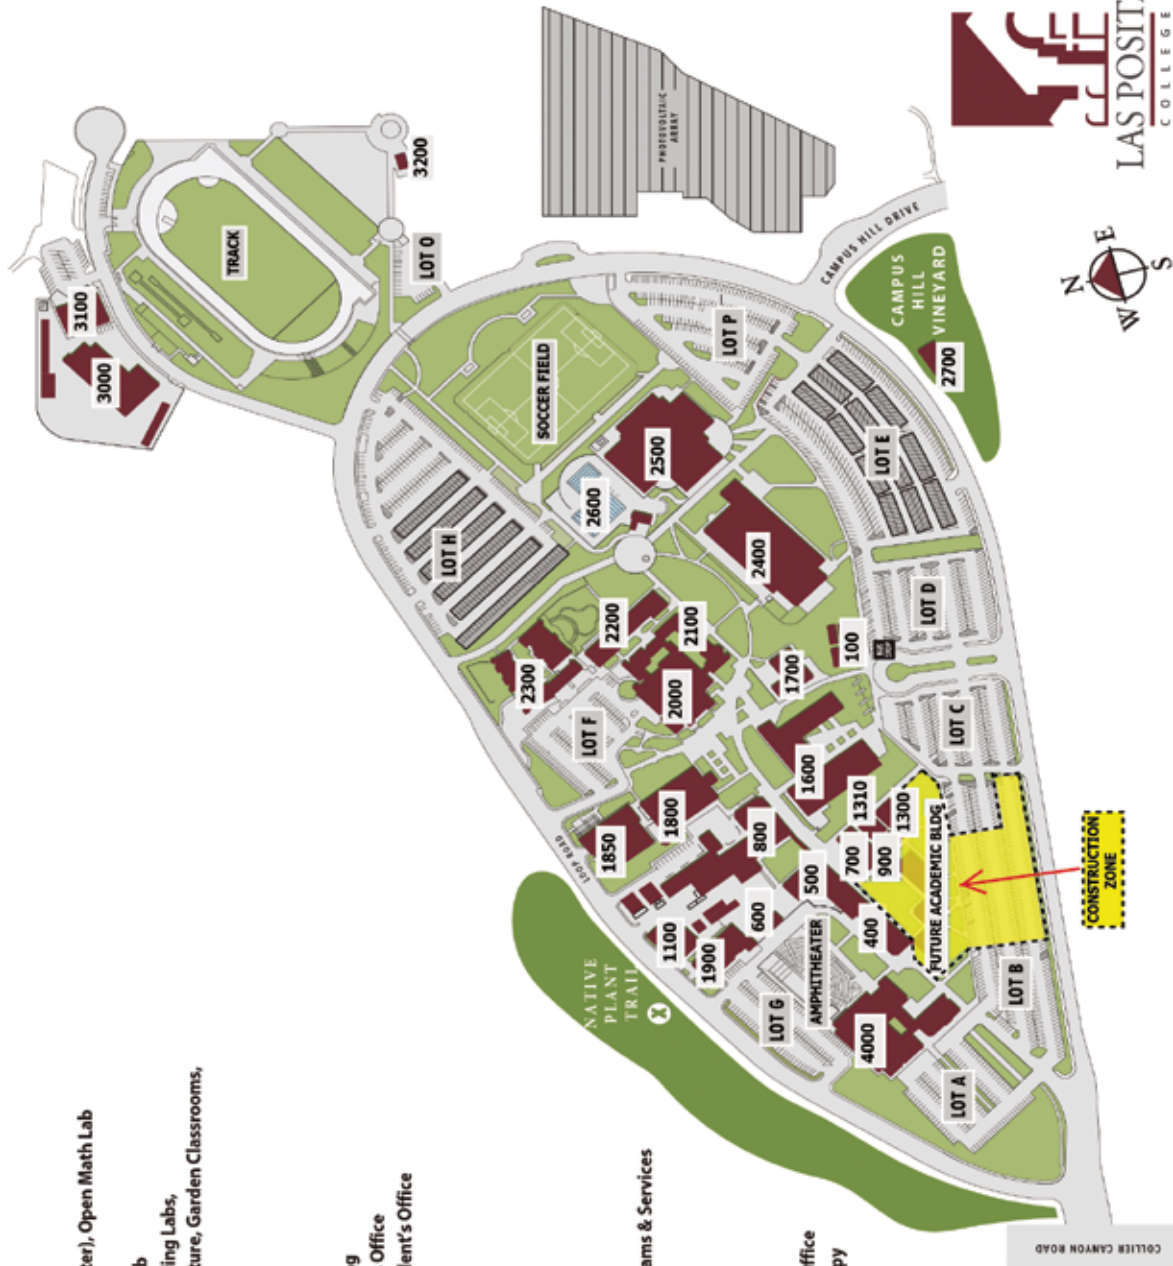 ter), Open Math Lab
b
ing Labs,
ture, Garden Classrooms,
g
Office
dent's Office
ams & Services
ffice
py
COLLIER CANYON ROAD
NATIVE
PLANT
TRAIL
X
LOOP ROAD
LOT A
LOT B
LOT G
4000
AMPHITHEATER
400
500
600
1900
1100
700
900
800
1310
1300
FUTURE ACADEMIC BLDG
CONSTRUCTION
ZONE
1850
1800
1600
LOT C
LOT F
2000
1700
100
2300
2200
2100
LOT D
2400
LOT H
2600
2500
SOCCER FIELD
LOT E
LOT P
2700
CAMPUS
HILL
VINEYARD
CAMPUS HILL DRIVE
3000
3100
TRACK
LOT O
3200
PHOTOVOLTAIC
ARRAY
N
W E
S
LAS POSITA
COLLEGE